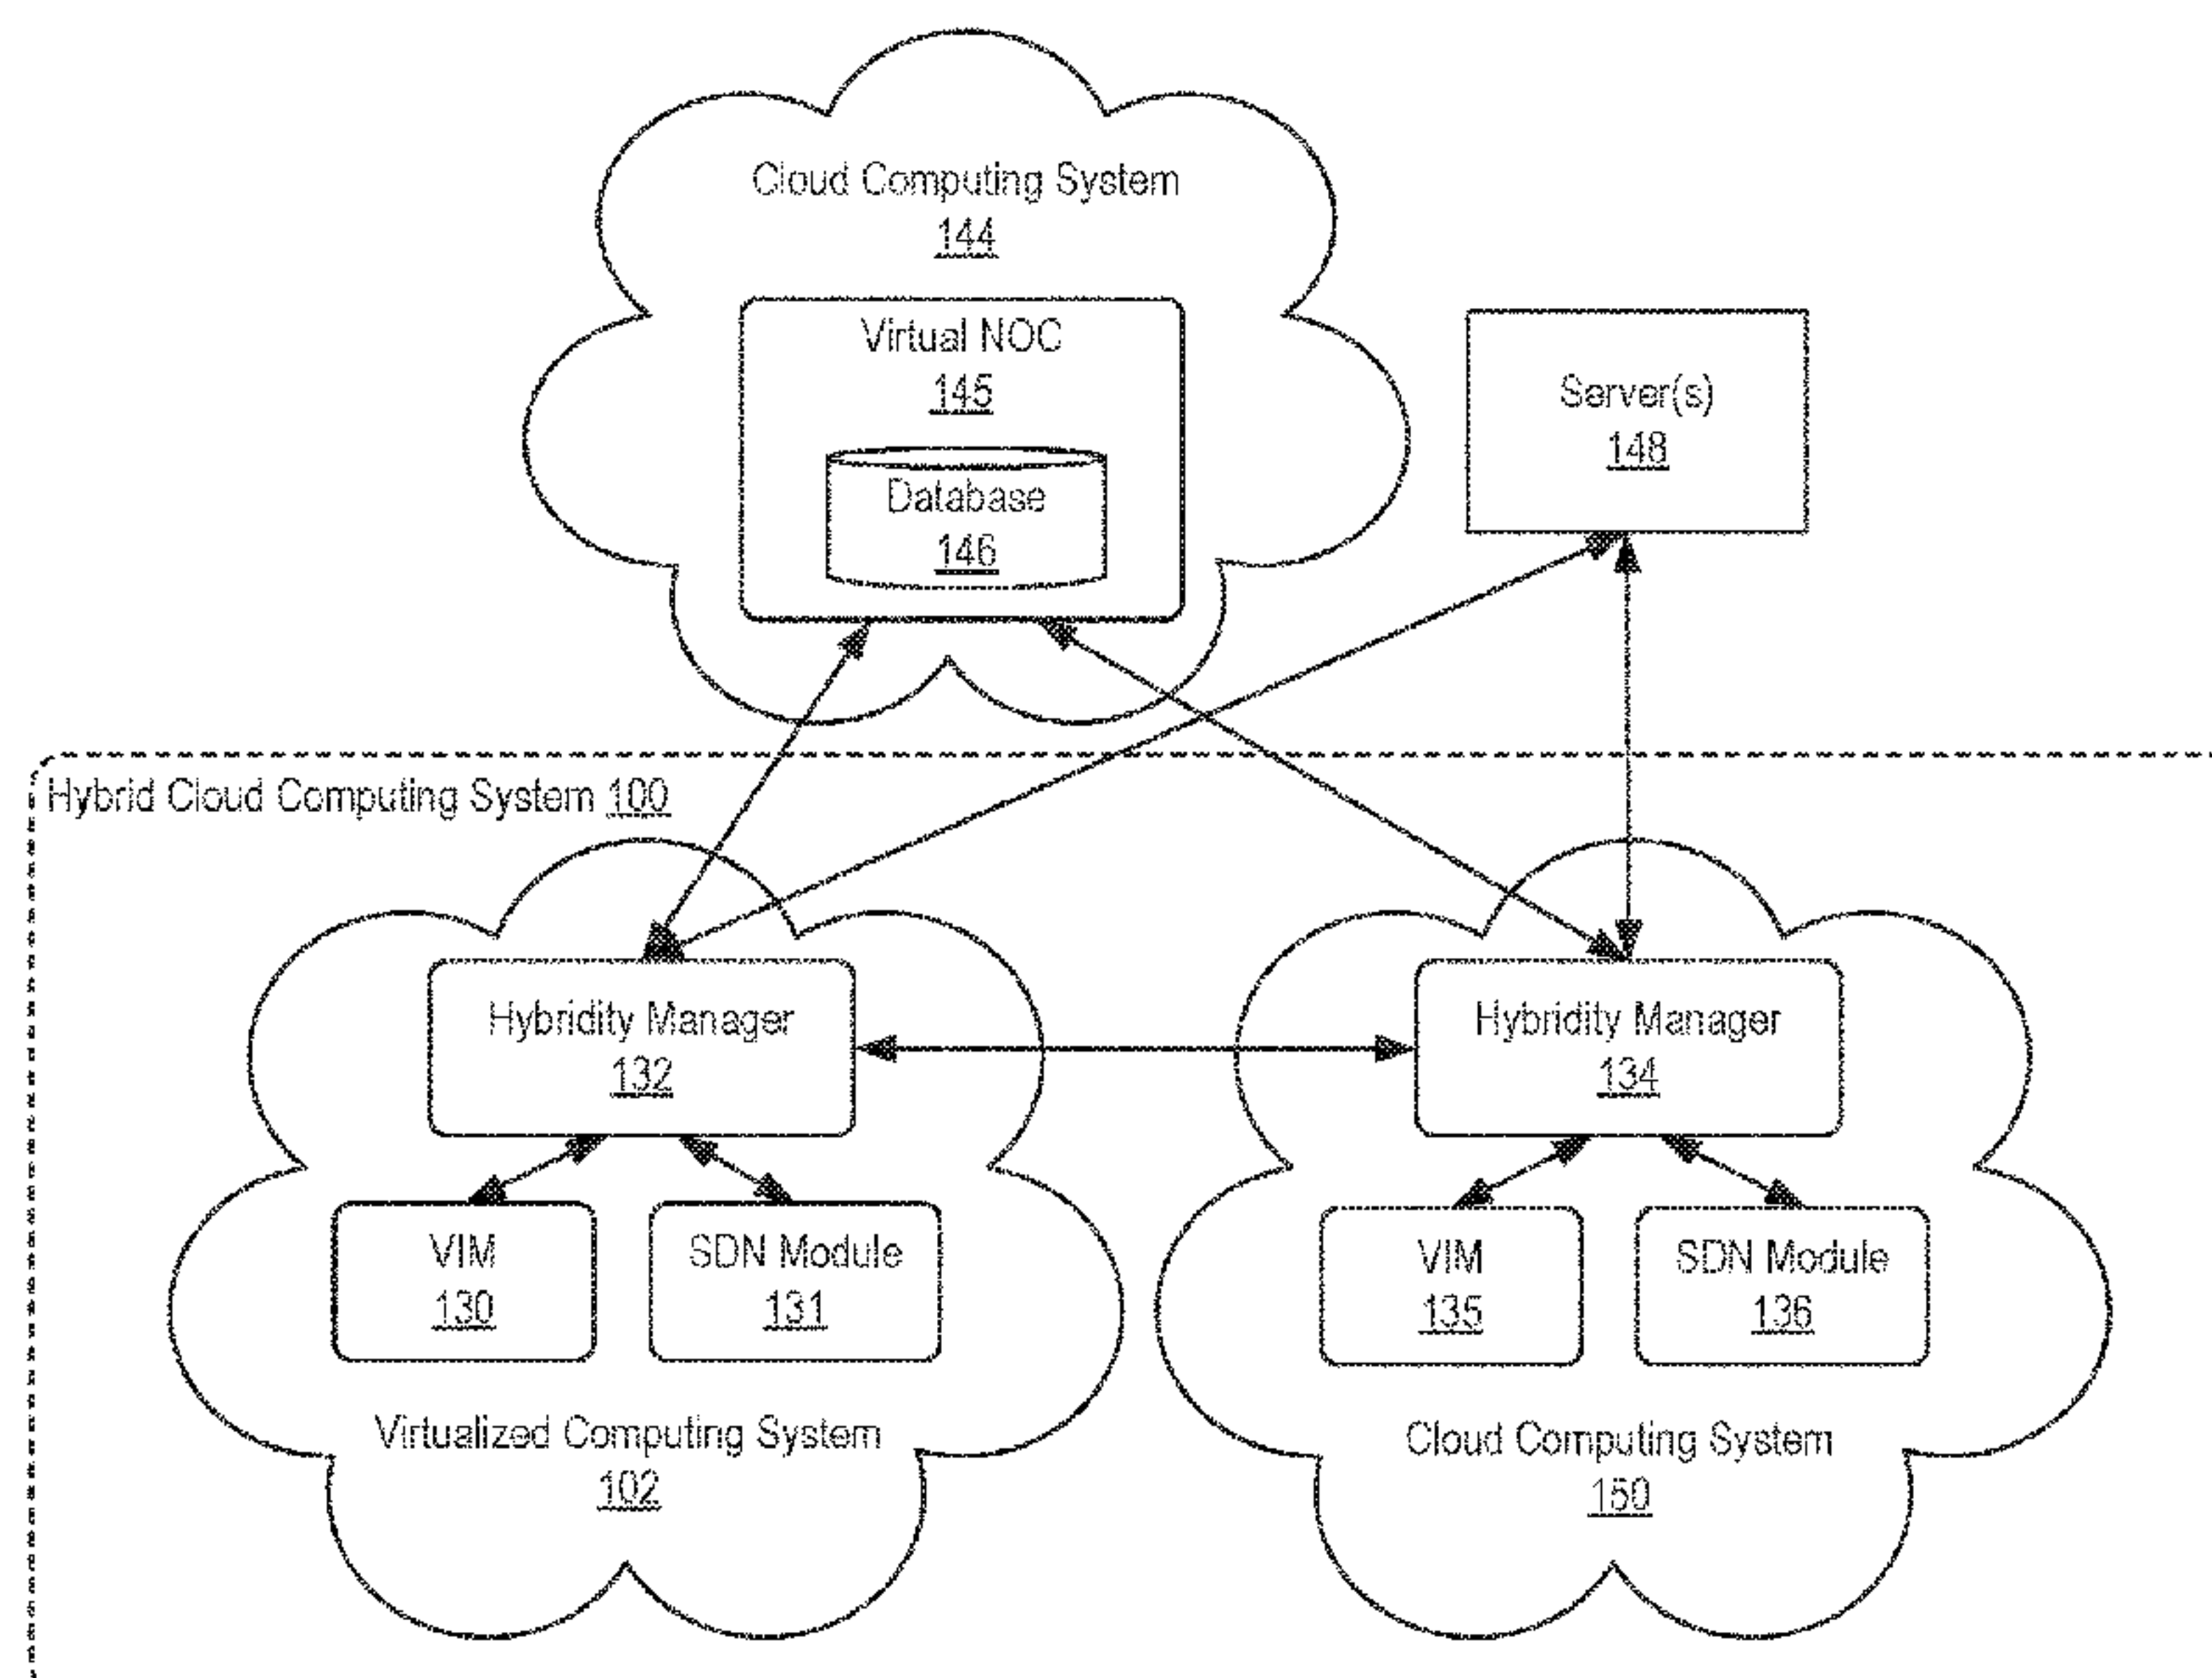 Cloud Computing System
144
Virtual NOC
145
Database
146
Server(s)
148
Hybrid Cloud Computing System 100
Hybridity Manager
132
Hybridity Manager
134
VIM
130
SDN Module
131
VIM
135
SDN Module
136
Virtualized Computing System
102
Cloud Computing System
150